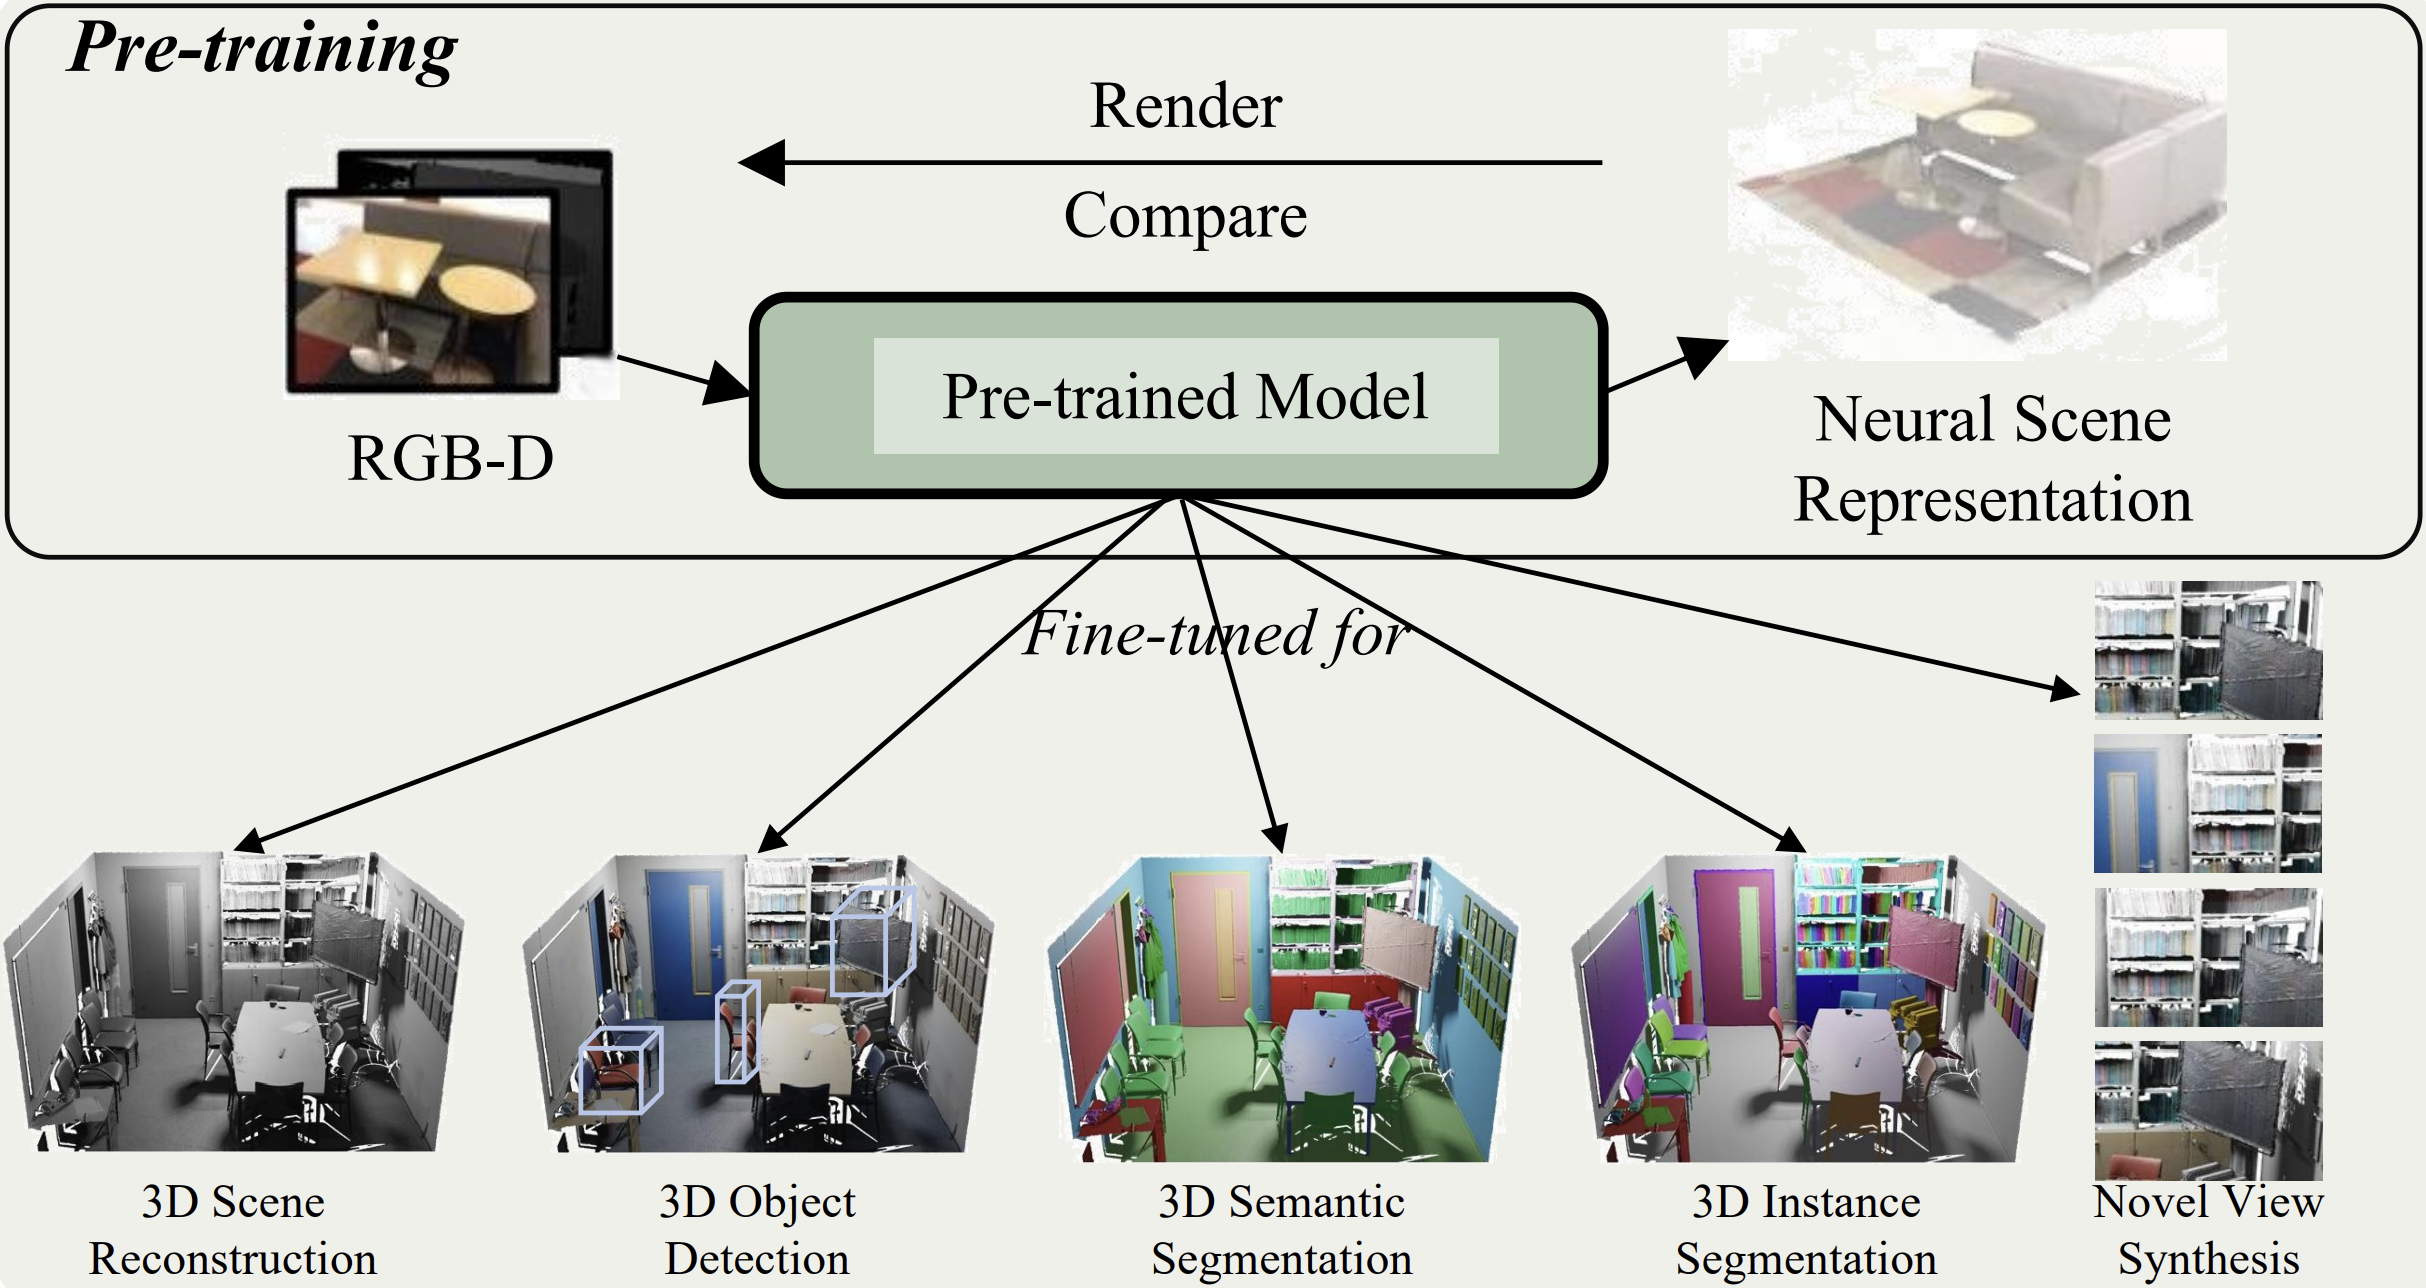 Pre-training
Render
Compare
Pre-trained Model
RGB-D
Neural Scene
Representation
Fine-tuned for
3D Scene
Reconstruction
3D Object
Detection
3D Semantic
Segmentation
3D Instance
Segmentation
Novel View
Synthesis